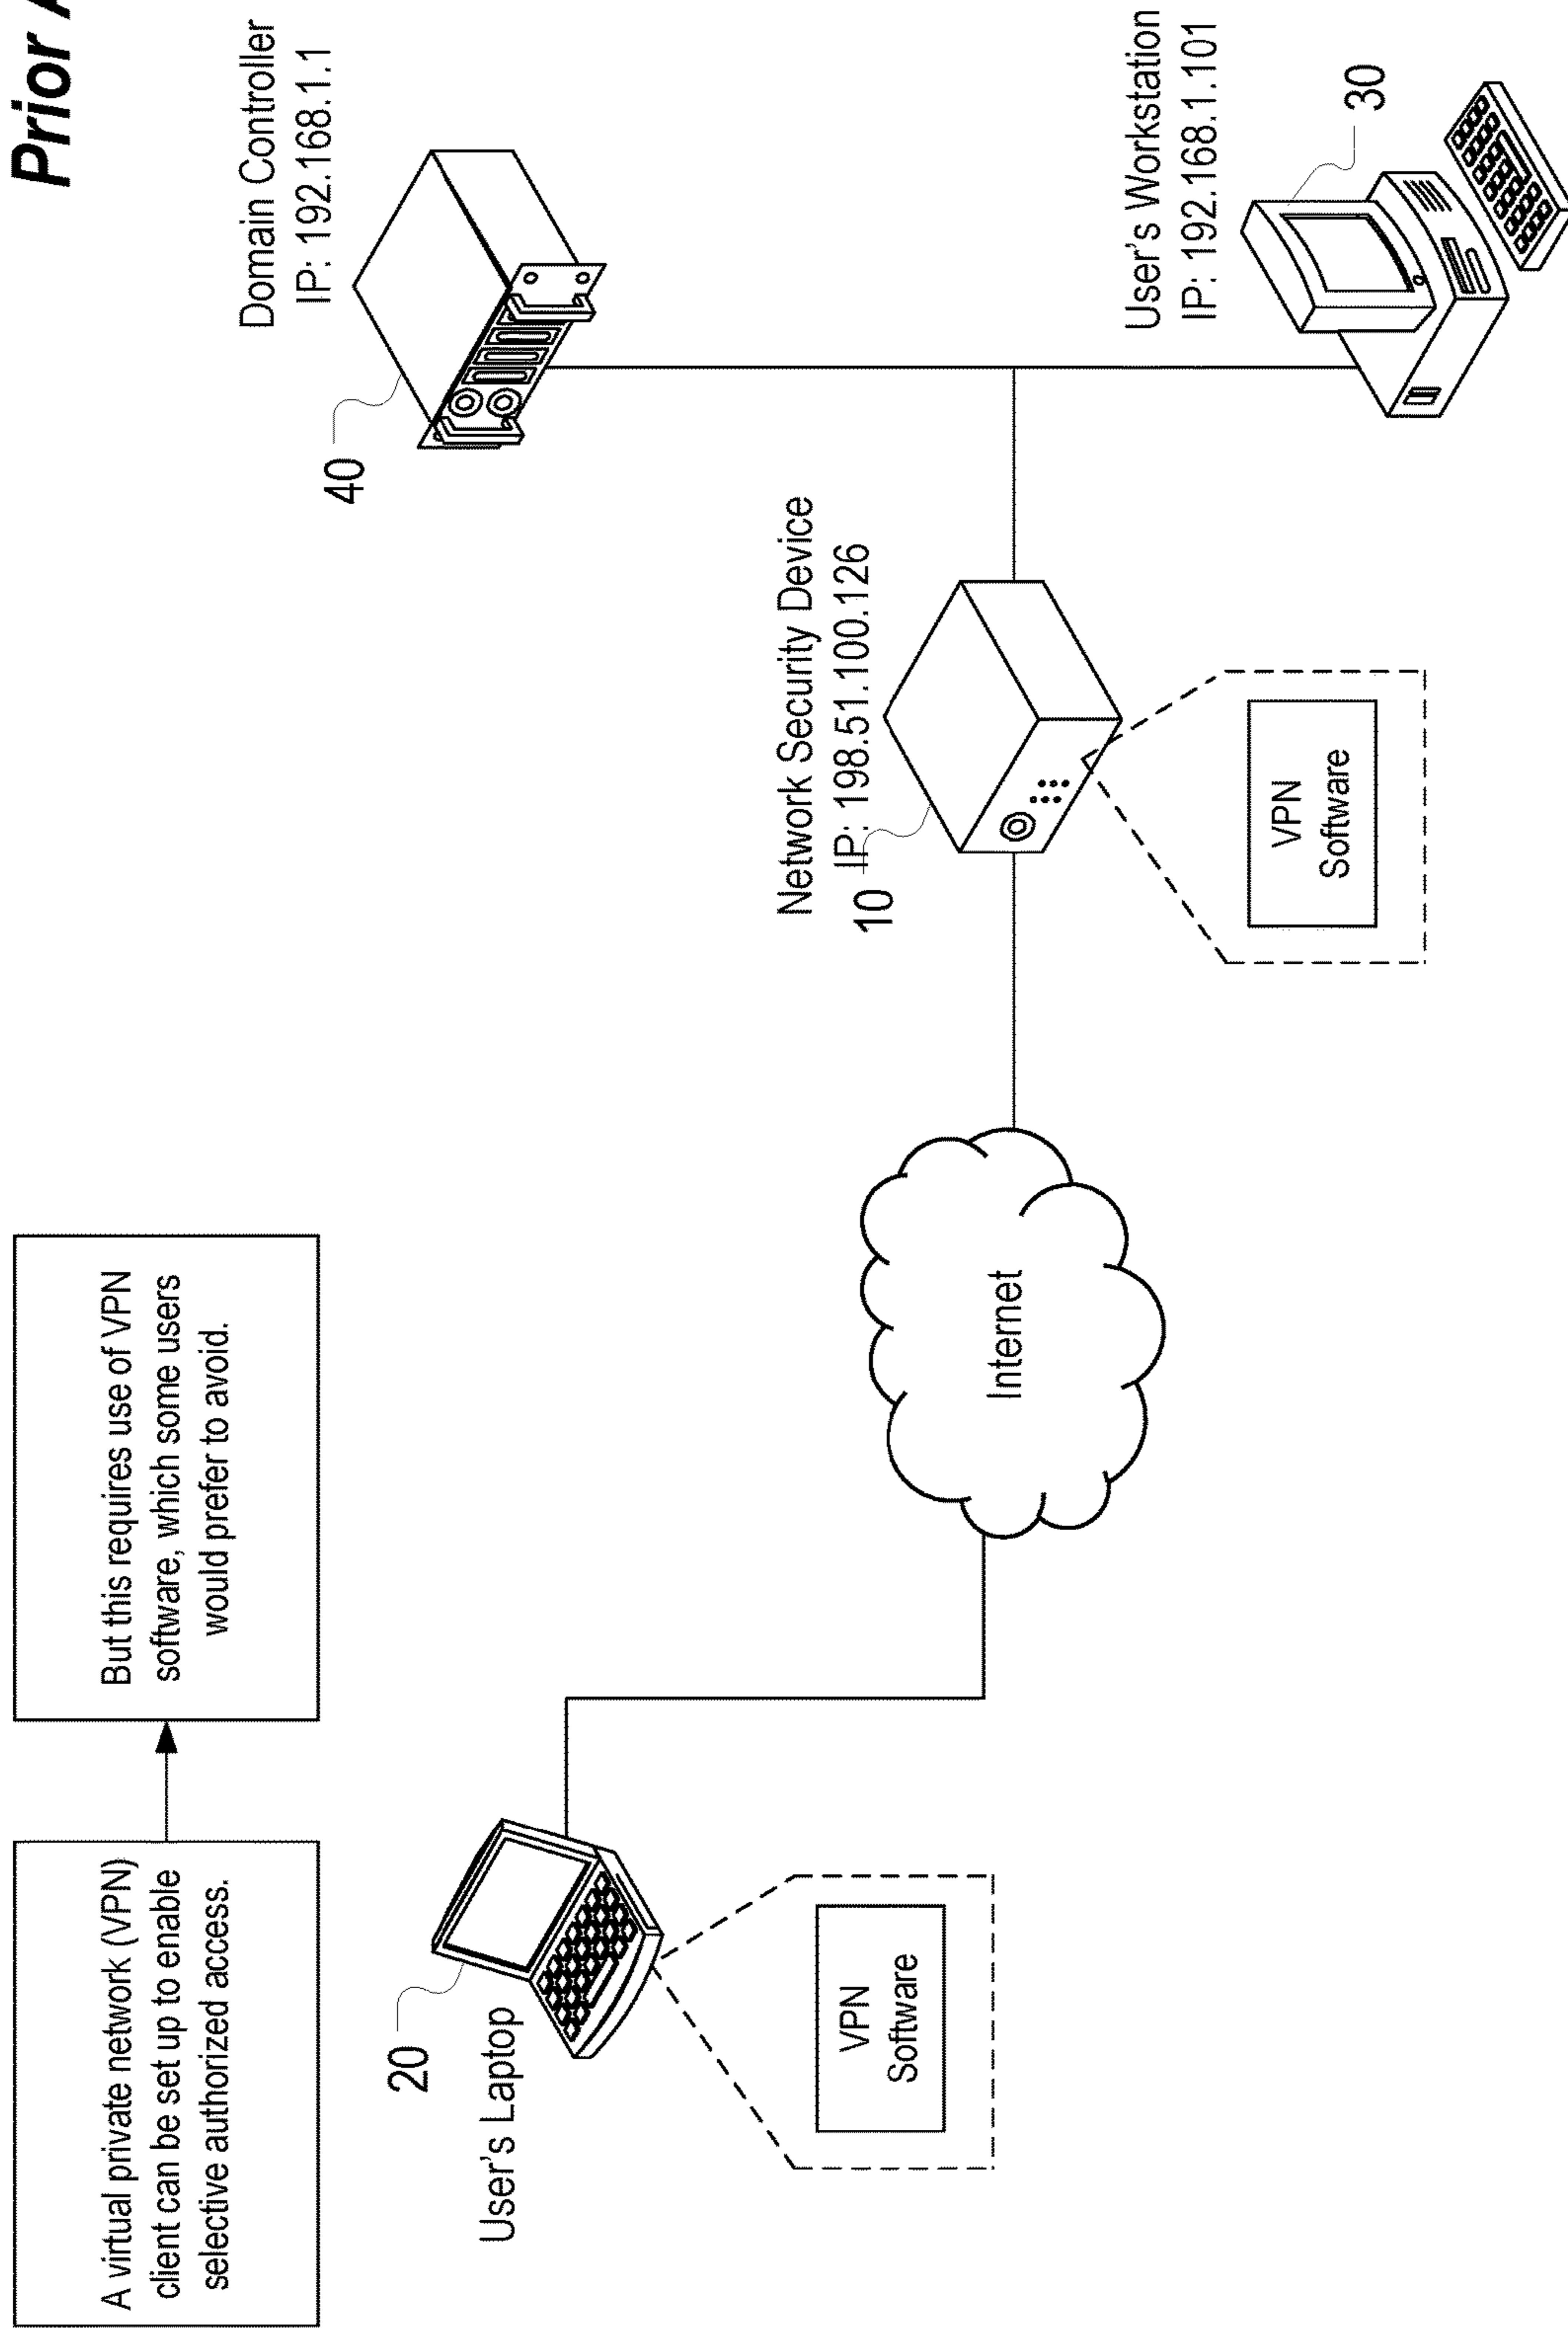 Prior A
A virtual private network (VPN)
client can be set up to enable
selective authorized access.
But this requires use of VPN
software, which some users
would prefer to avoid.
Domain Controller
IP: 192.168.1.1
40
20
User's Laptop
VPN
Software
Internet
Network Security Device
IP: 198.51.100.126
10
VPN
Software
User's Workstation
IP: 192.168.1.101
30